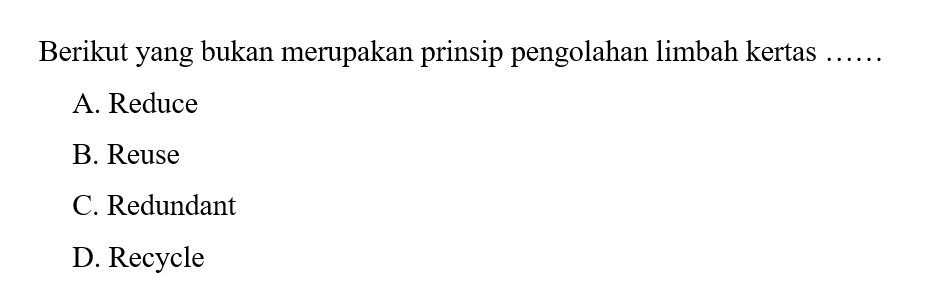 Berikut yang bukan merupakan prinsip pengolahan limbah kertas ……
A. Reduce
B. Reuse
C. Redundant
D. Recycle